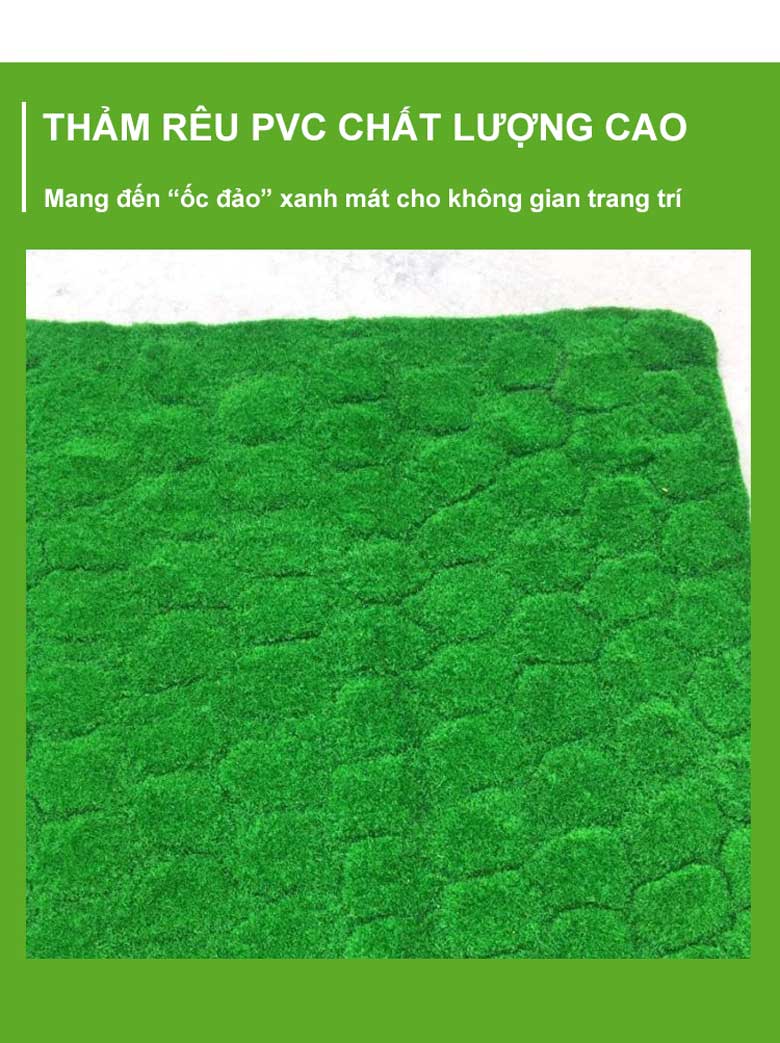 THẢM RÊU PVC CHẤT LƯỢNG CAO
Mang đến “ốc đảo” xanh mát cho không gian trang trí